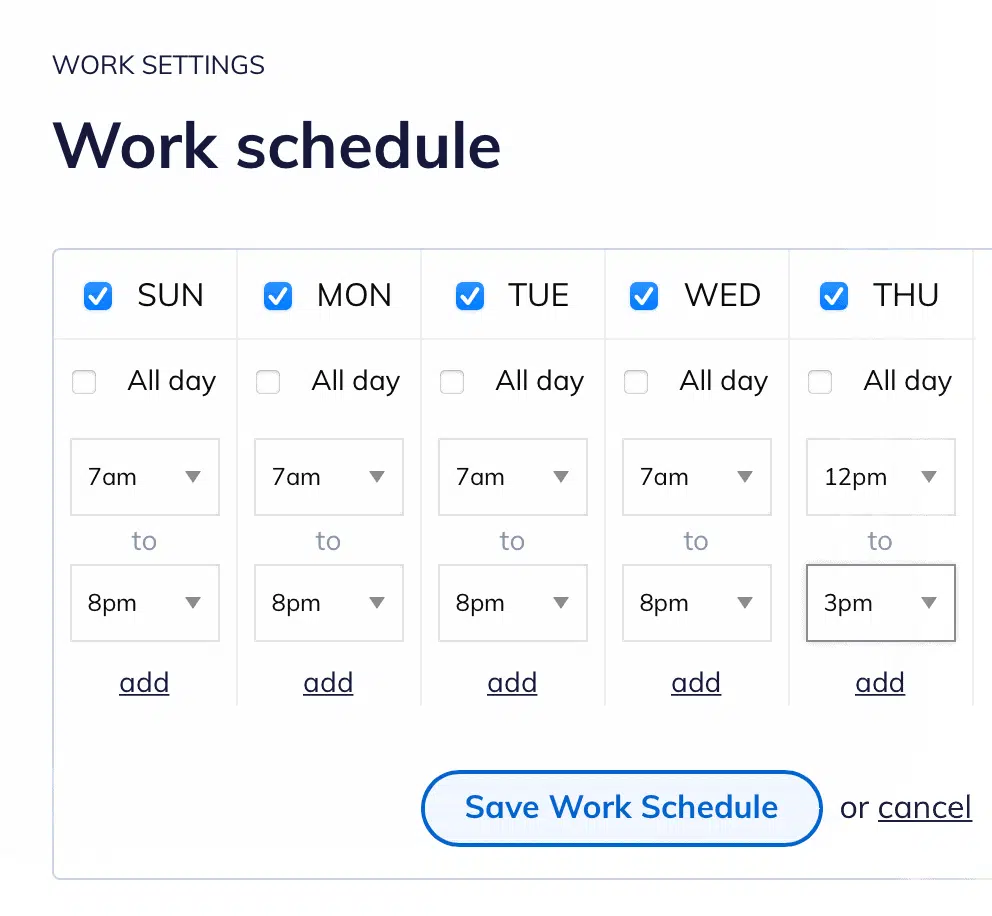 WORK SETTINGS
Work schedule
SUN MON TUE WED THU
All day All day All day All day All day
7am 7am 7am 7am 12pm
to to to to to
8pm 8pm 8pm 8pm 3pm
add add add add add
Save Work Schedule or cancel